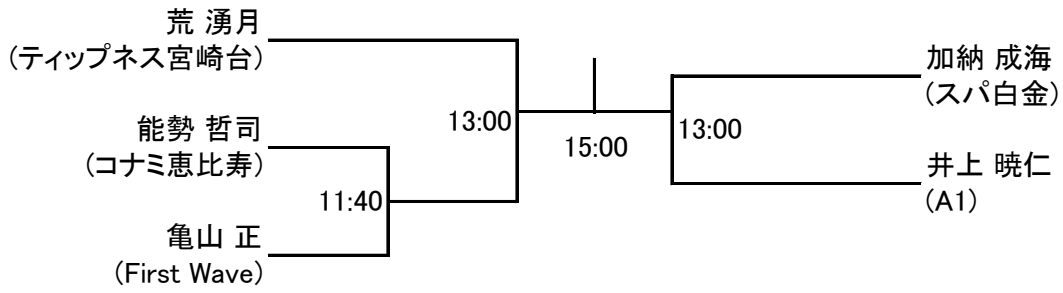 荒 湧月
(ティップネス宮崎台)
能勢 哲司
(コナミ恵比寿)
亀山 正
(First Wave)
11:40
13:00
15:00
13:00
加納 成海
(スパ白金)
井上 暁仁
(A1)